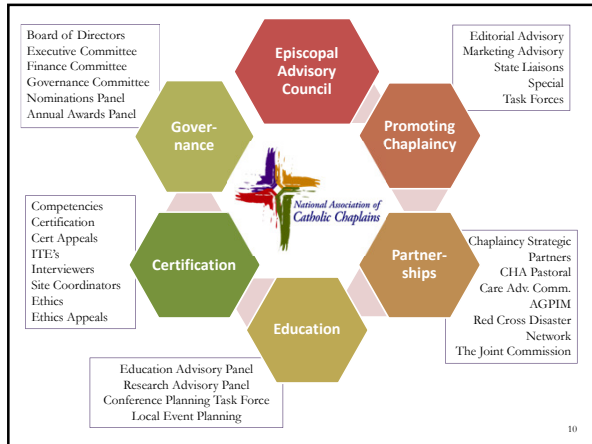 Board of Directors
Executive Committee
Finance Committee
Governance Committee
Nominations Panel
Annual Awards Panel
Episcopal
Advisory
Council
Editorial Advisory
Marketing Advisory
State Liaisons
Special
Task Forces
Gover-
nance
Promoting
Chaplaincy
National Association of
Catholic Chaplains
Competencies
Certification
Cert Appeals
ITE's
Interviewers
Site Coordinators
Ethics
Ethics Appeals
Certification
Partner-
ships
Chaplaincy Strategic
Partners
CHA Pastoral
Care Adv. Comm.
AGPIM
Red Cross Disaster
Network
The Joint Commission
Education
Education Advisory Panel
Research Advisory Panel
Conference Planning Task Force
Local Event Planning
10